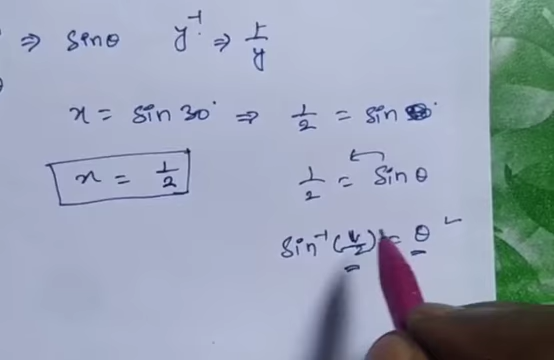 ⇒ sinθ y⁻¹ ⇒ 1/y
x = sin 30° ⇒ 1/2 = sin
x = 1/2 1/2 = sinθ
sin⁻¹(1/2) = θ